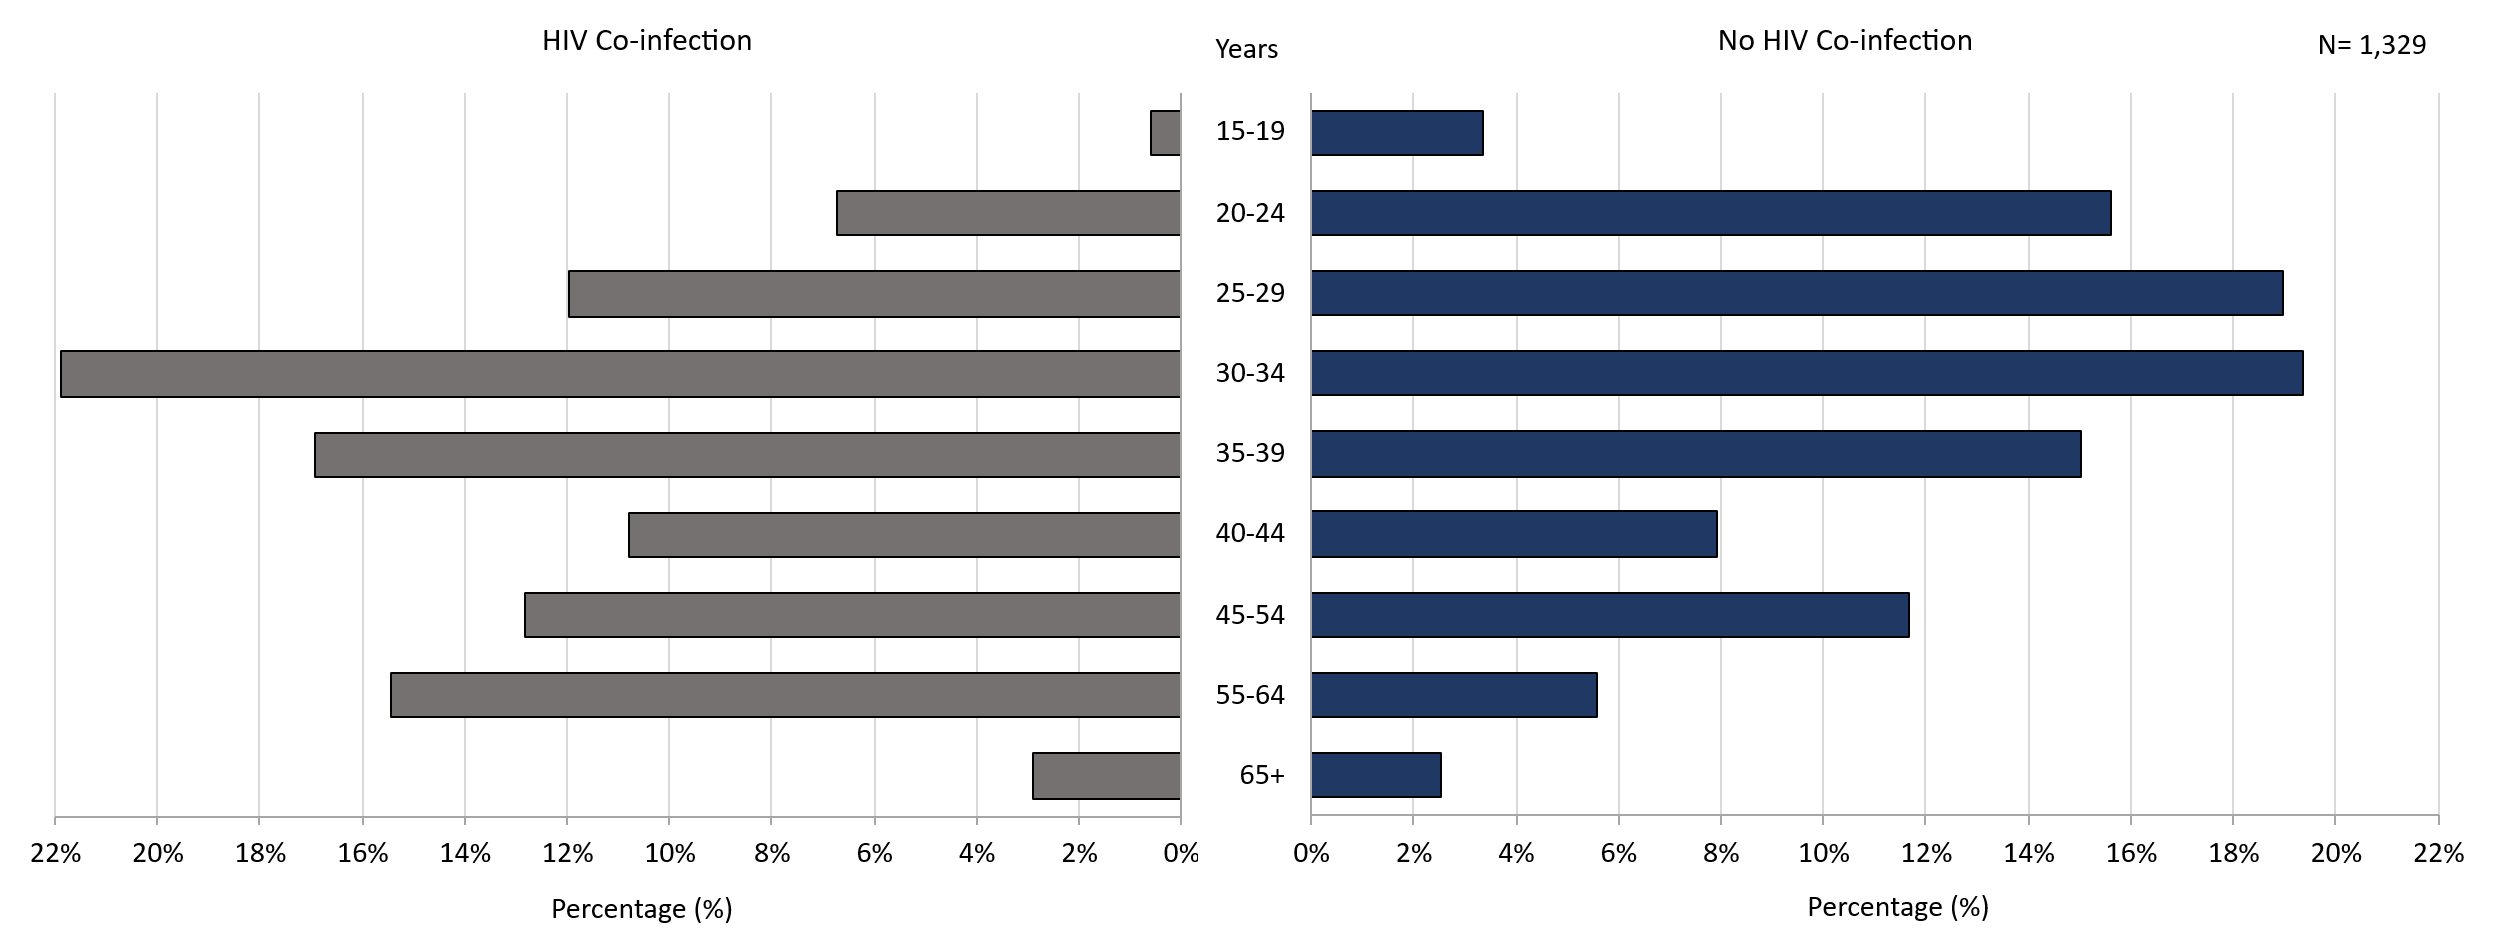 HIV Co-infection
Years
No HIV Co-infection
N= 1,329
15-19
20-24
25-29
30-34
35-39
40-44
45-54
55-64
65+
22% 20% 18% 16% 14% 12% 10% 8% 6% 4% 2% 0%
0% 2% 4% 6% 8% 10% 12% 14% 16% 18% 20% 22%
Percentage (%)
Percentage (%)